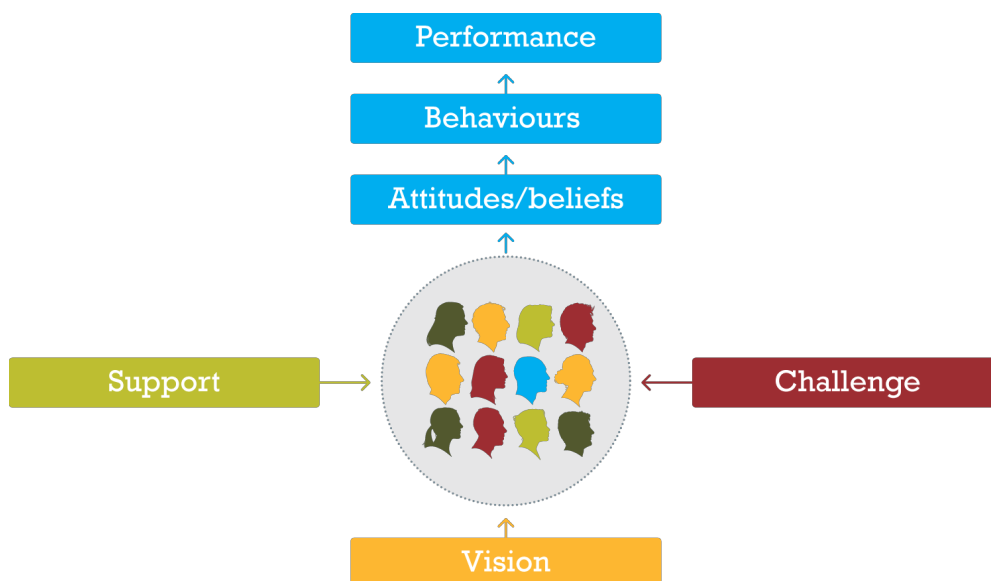 Performance
Behaviours
Attitudes/beliefs
Support
Challenge
Vision